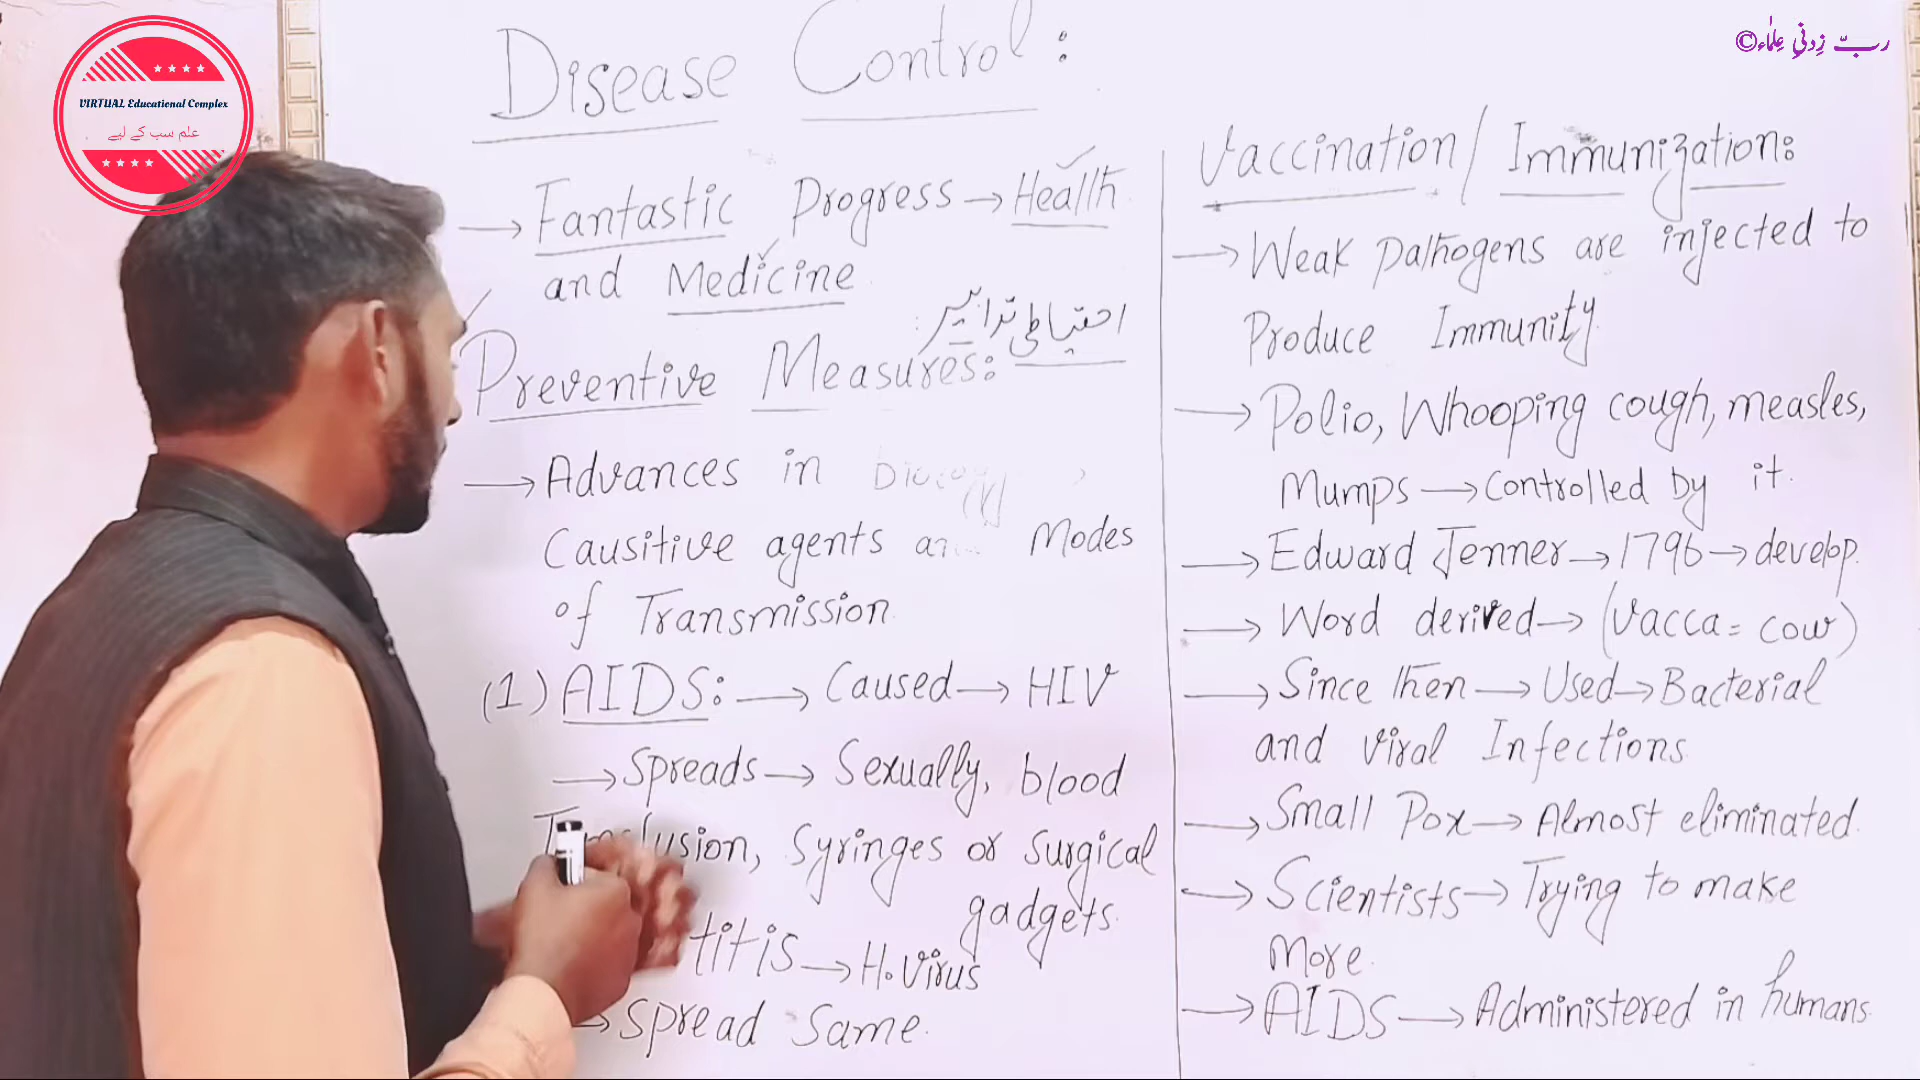 VIRTUAL Educational Complex
علم سب کے لیے
ربّ زِدنیِ عِلمَاء©
Disease Control:
→ Fantastic Progress → Health
and Medicine
Preventive Measures: احتیاطی تدابیر
→ Advances in
Causitive agents Modes
of Transmission
(1) AIDS: → Caused → HIV
→ Spreads → Sexually, blood
Syringes or Surgical
gadgets.
→ H. Virus
→ Spread Same.
Vaccination / Immunization:
→ Weak Pathogens are injected to
Produce Immunity
→ Polio, Whooping cough, measles,
Mumps → Controlled by it.
→ Edward Jenner → 1796 → develop.
→ Word derived → (Vacca = cow)
→ Since then → Used → Bacterial
and Viral Infections
→ Small Pox → Almost eliminated.
→ Scientists → Trying to make
More.
→ AIDS → Administered in humans.